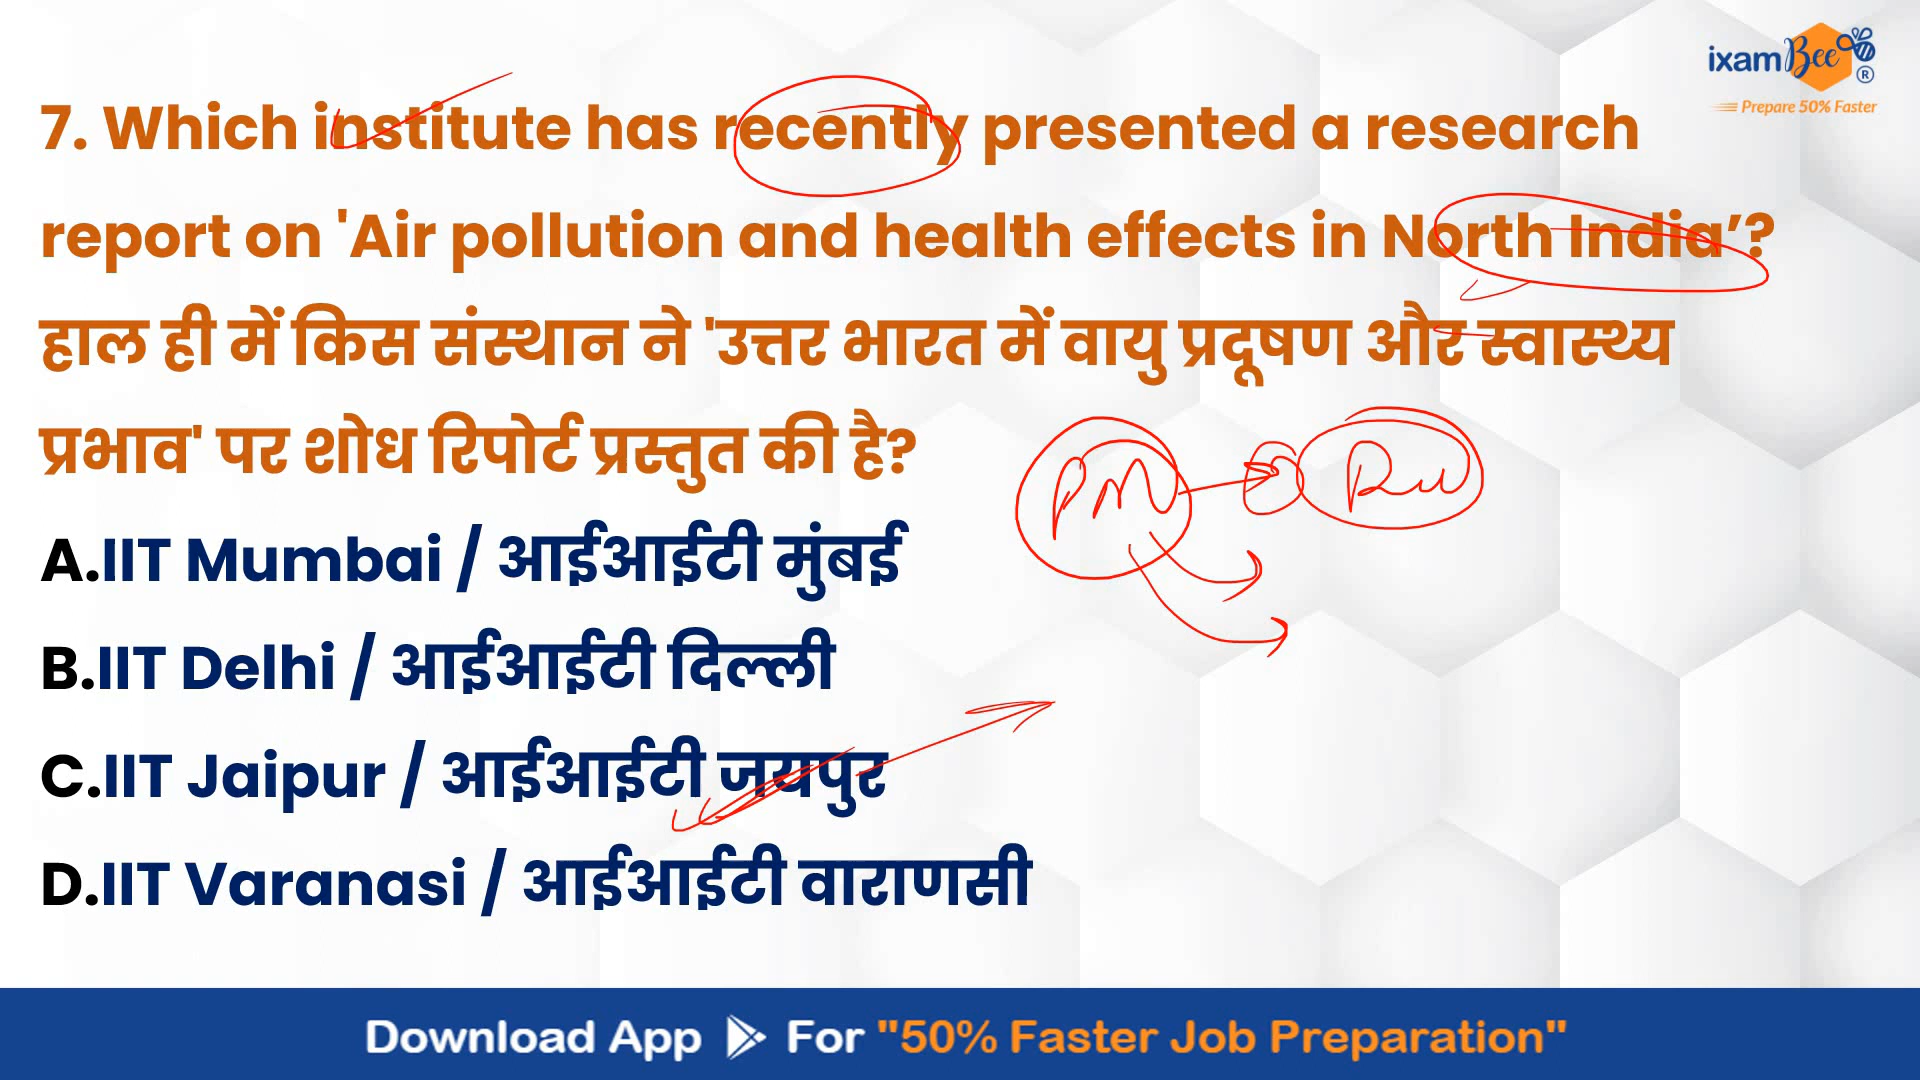 ixamBee
®
Prepare 50% Faster
7. Which institute has recently presented a research
report on 'Air pollution and health effects in North India’?
हाल ही में किस संस्थान ने 'उत्तर भारत में वायु प्रदूषण और स्वास्थ्य
प्रभाव' पर शोध रिपोर्ट प्रस्तुत की है?
PM
A.IIT Mumbai / आईआईटी मुंबई
B.IIT Delhi / आईआईटी दिल्ली
C.IIT Jaipur / आईआईटी जयपुर
D.IIT Varanasi / आईआईटी वाराणसी
Download App For "50% Faster Job Preparation"